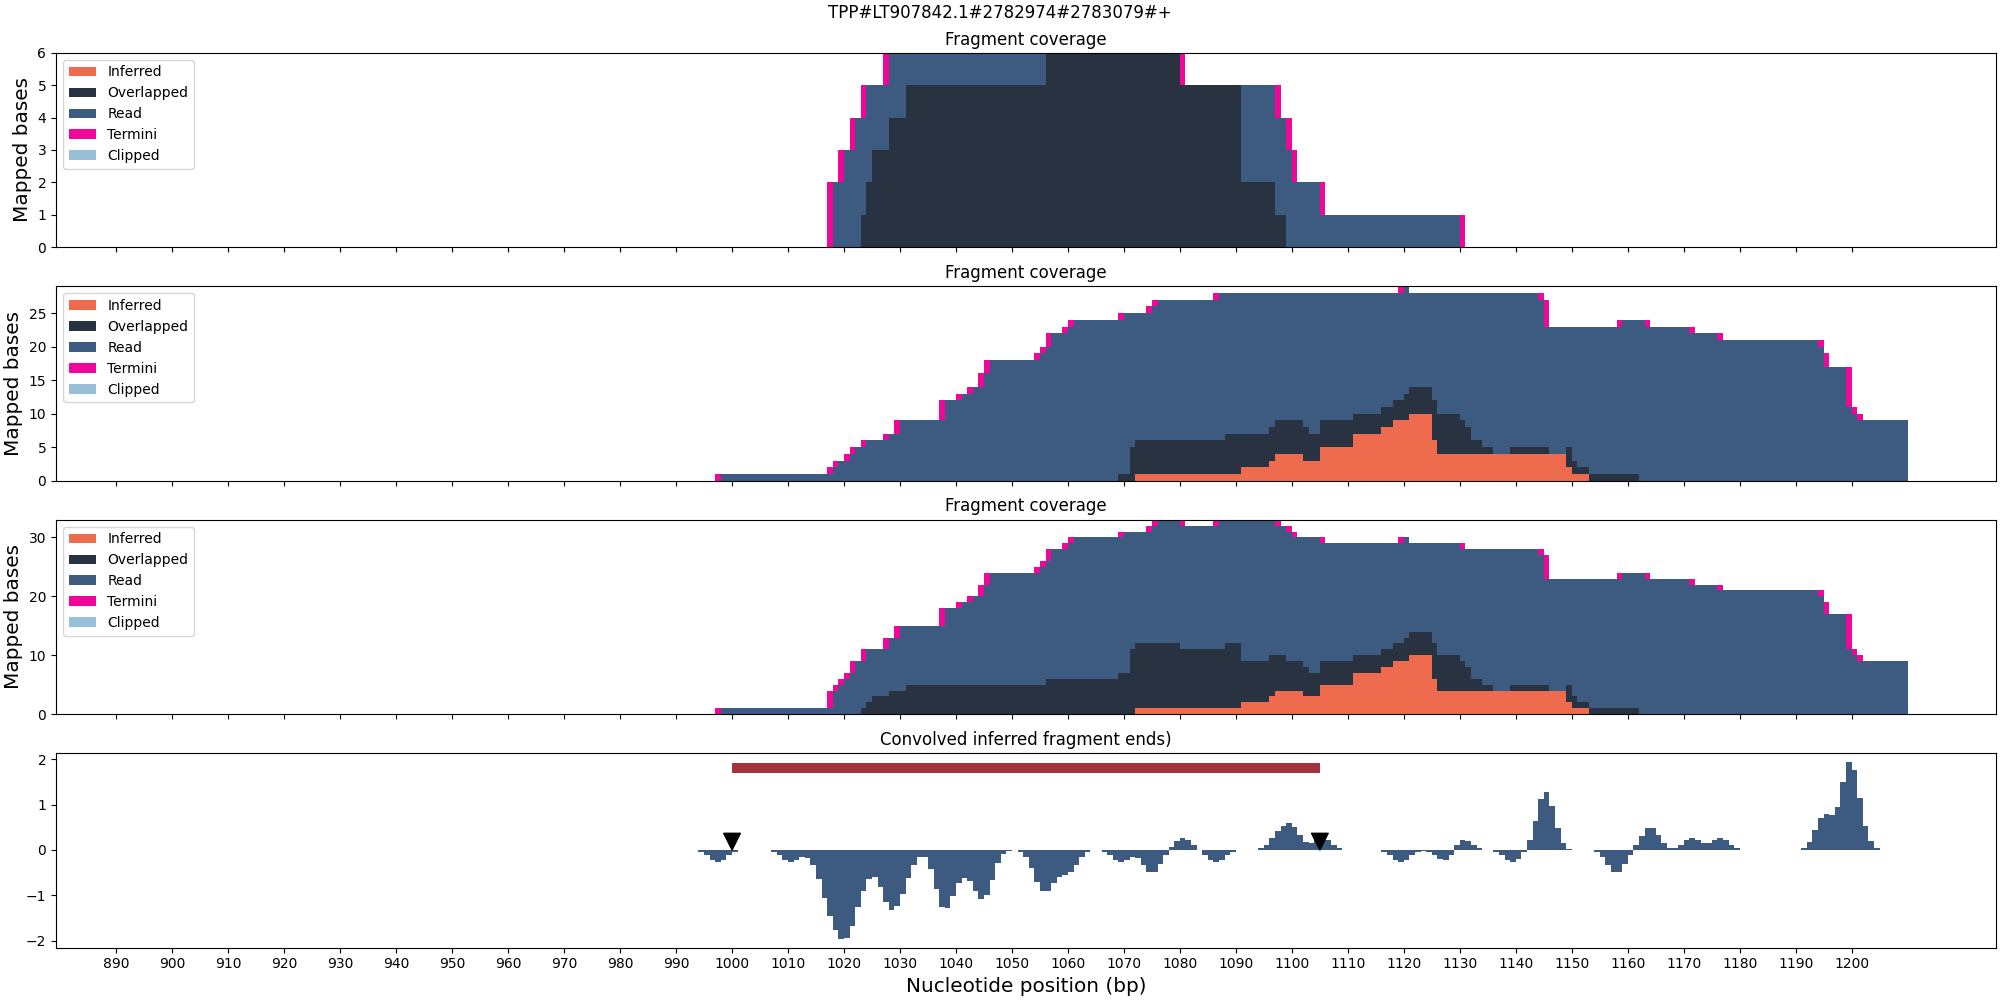 TPP#LT907842.1#2782974#2783079#+
Fragment coverage
Mapped bases
6
5
4
3
2
1
0
Inferred
Overlapped
Read
Termini
Clipped
Fragment coverage
Mapped bases
25
20
15
10
5
0
Inferred
Overlapped
Read
Termini
Clipped
Fragment coverage
Mapped bases
30
20
10
0
Inferred
Overlapped
Read
Termini
Clipped
Convolved inferred fragment ends)
2
1
0
−1
−2
890 900 910 920 930 940 950 960 970 980 990 1000 1010 1020 1030 1040 1050 1060 1070 1080 1090 1100 1110 1120 1130 1140 1150 1160 1170 1180 1190 1200
Nucleotide position (bp)